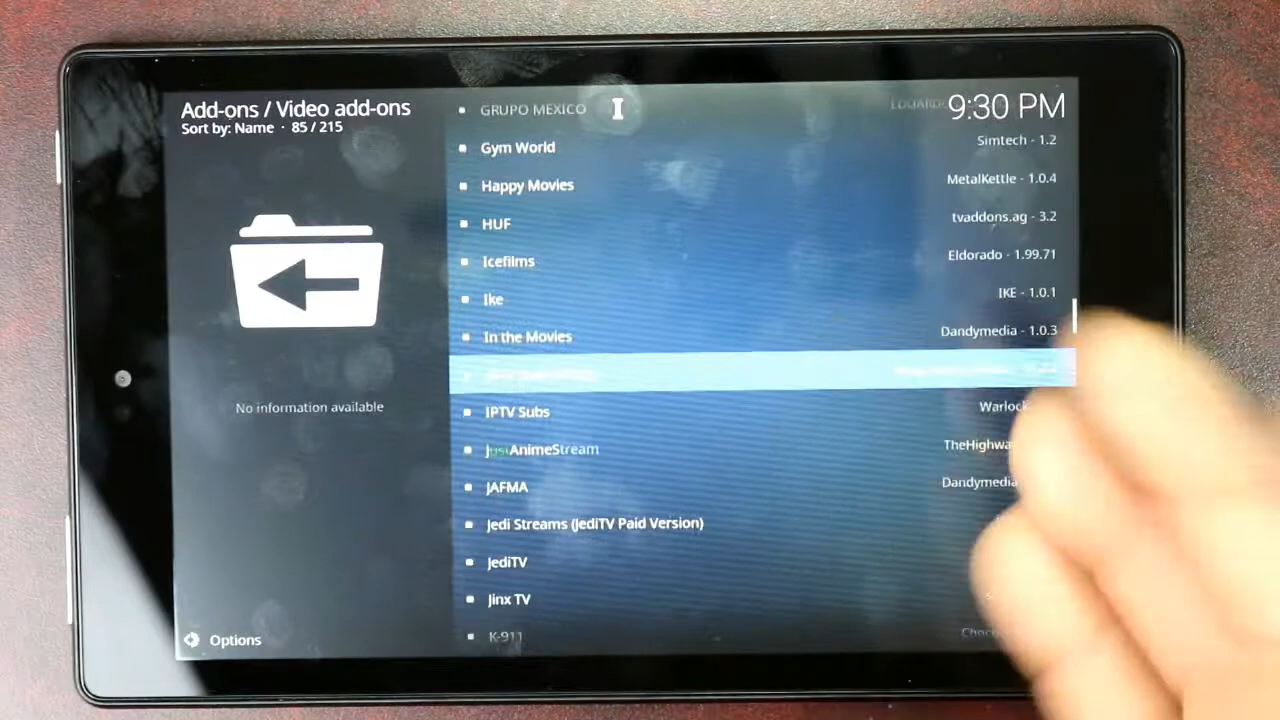 Add-ons / Video add-ons
Sort by: Name · 85 / 215
9:30 PM
GRUPO MEXICO
Gym World Simtech - 1.2
Happy Movies MetalKettle - 1.0.4
HUF tvaddons.ag - 3.2
Icefilms Eldorado - 1.99.71
Ike IKE - 1.0.1
In the Movies Dandymedia - 1.0.3
IPTV Subs Warlock
JustAnimeStream TheHighwa
JAFMA Dandymedia
Jedi Streams (JediTV Paid Version)
JediTV
Jinx TV
K-911
No information available
Options